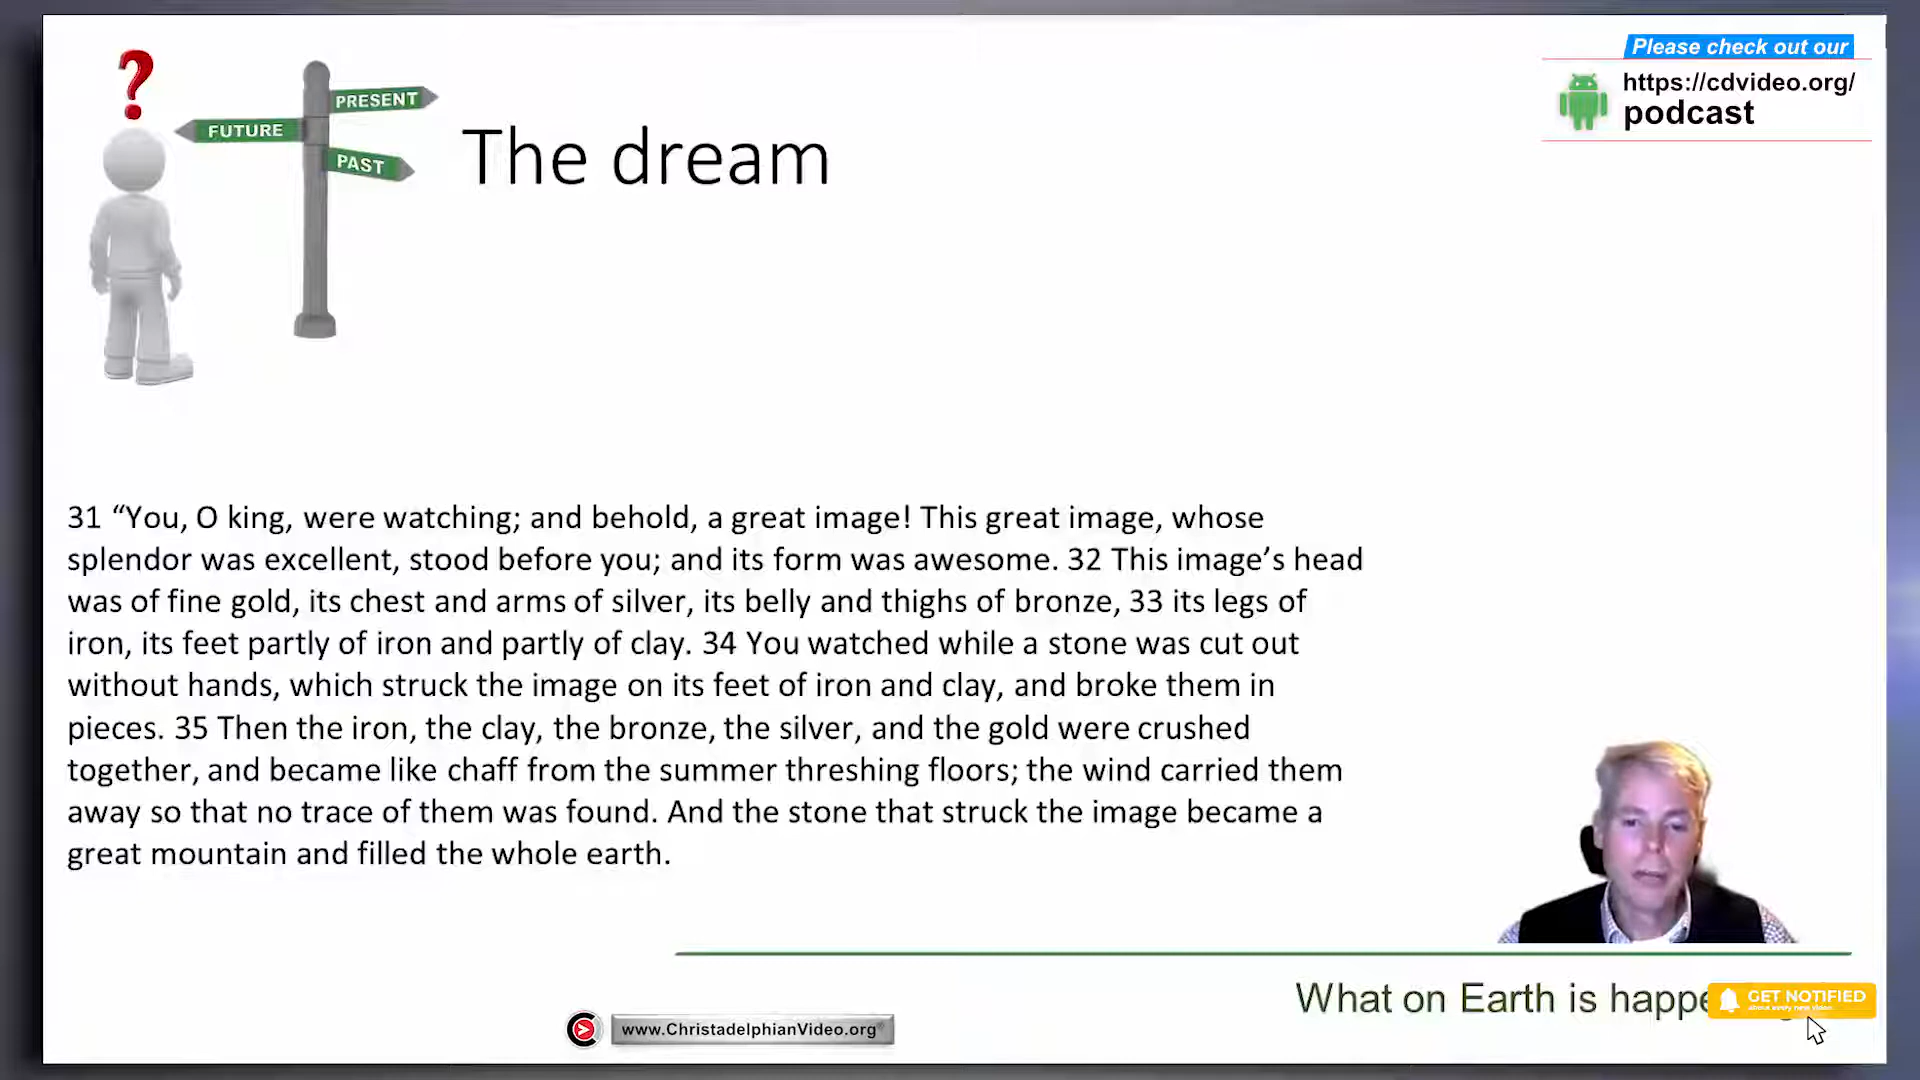 Please check out our
https://cdvideo.org/
podcast
?
PRESENT
FUTURE
PAST
The dream
31 “You, O king, were watching; and behold, a great image! This great image, whose
splendor was excellent, stood before you; and its form was awesome. 32 This image’s head
was of fine gold, its chest and arms of silver, its belly and thighs of bronze, 33 its legs of
iron, its feet partly of iron and partly of clay. 34 You watched while a stone was cut out
without hands, which struck the image on its feet of iron and clay, and broke them in
pieces. 35 Then the iron, the clay, the bronze, the silver, and the gold were crushed
together, and became like chaff from the summer threshing floors; the wind carried them
away so that no trace of them was found. And the stone that struck the image became a
great mountain and filled the whole earth.
What on Earth is happe
GET NOTIFIED
about every new video
www.ChristadelphianVideo.org